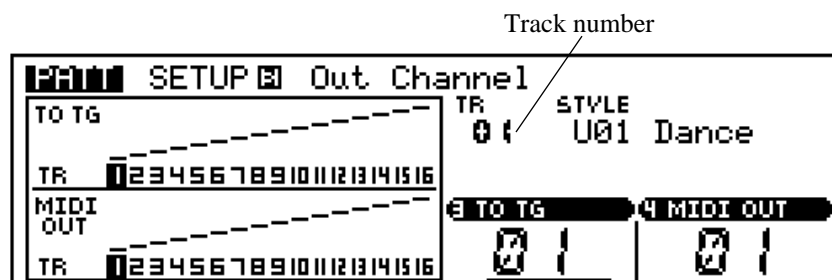 Track number
PATT SETUP B Out Channel
TO TG
TR 1 2 3 4 5 6 7 8 9 10 11 12 13 14 15 16
MIDI
OUT
TR 1 2 3 4 5 6 7 8 9 10 11 12 13 14 15 16
TR STYLE
01 U01 Dance
3 TO TG 4 MIDI OUT
01 01